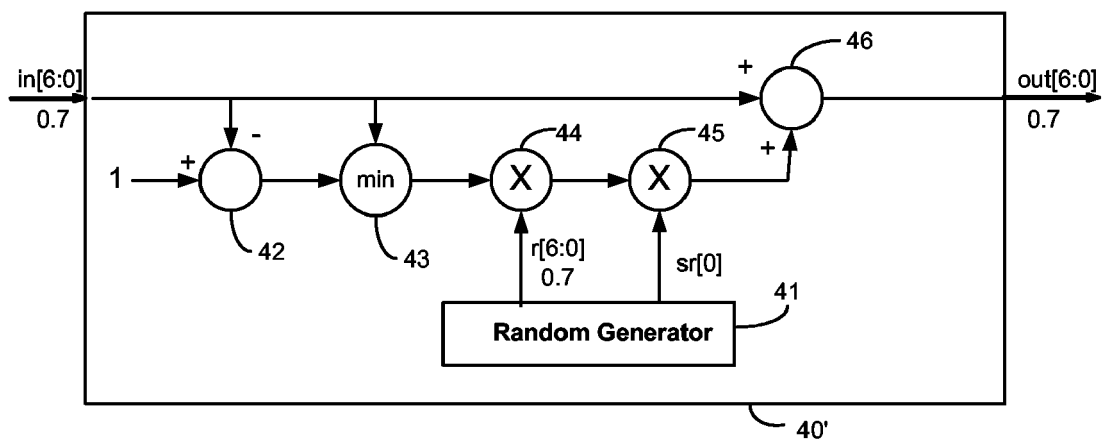 46
in[6:0]
out[6:0]
+
0.7
0.7
44
45
-
+
+
1
min
X
X
42
43
r[6:0]
0.7
sr[0]
41
Random Generator
40'